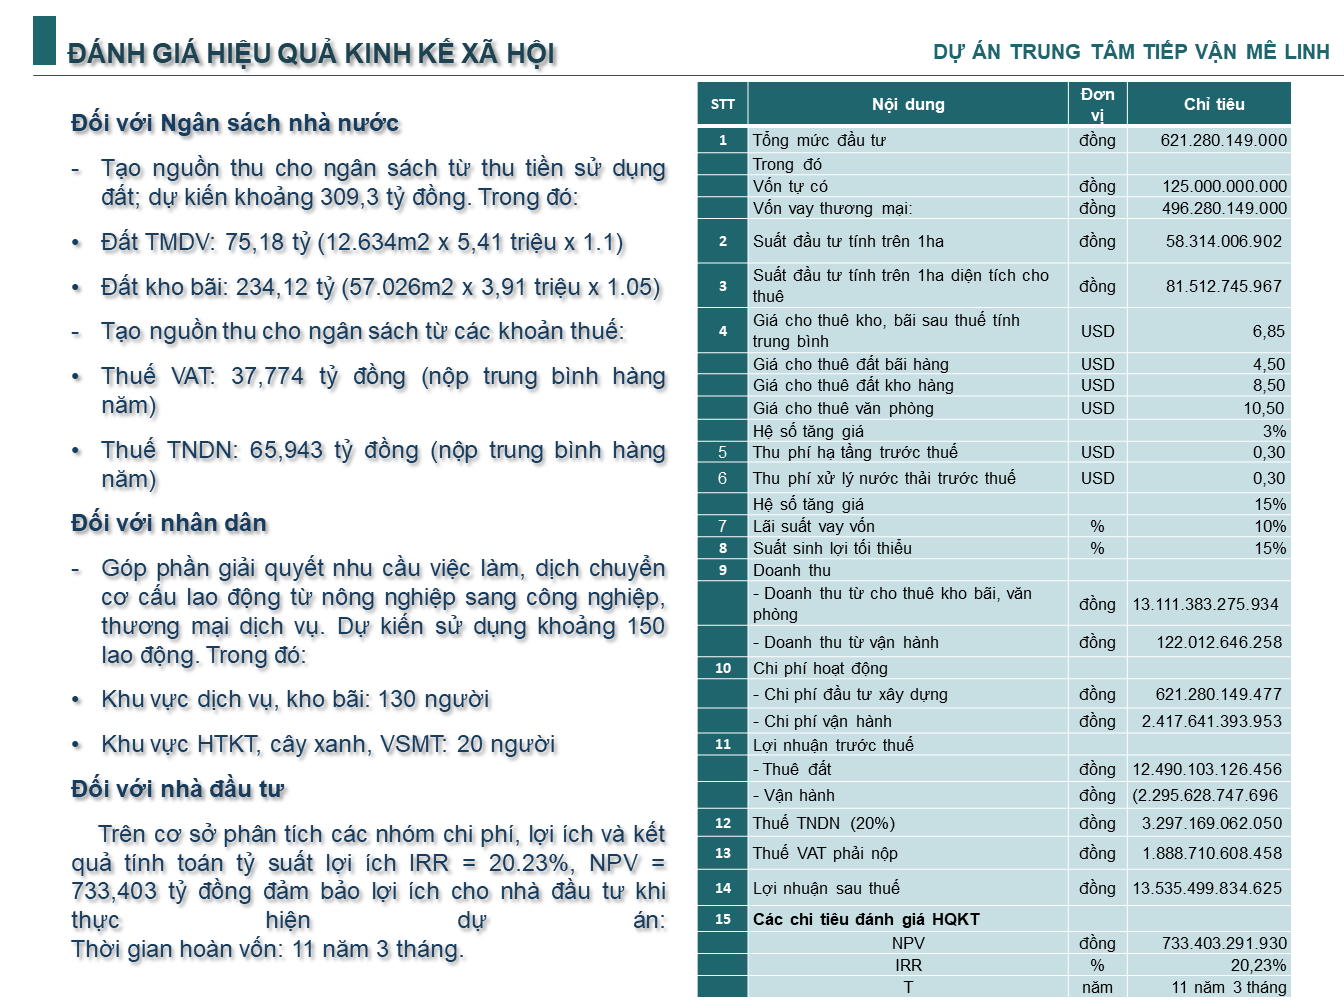 ĐÁNH GIÁ HIỆU QUẢ KINH KẾ XÃ HỘI
DỰ ÁN TRUNG TÂM TIẾP VẬN MÊ LINH
Đối với Ngân sách nhà nước
- Tạo nguồn thu cho ngân sách từ thu tiền sử dụng
đất; dự kiến khoảng 309,3 tỷ đồng. Trong đó:
• Đất TMDV: 75,18 tỷ (12.634m2 x 5,41 triệu x 1.1)
• Đất kho bãi: 234,12 tỷ (57.026m2 x 3,91 triệu x 1.05)
- Tạo nguồn thu cho ngân sách từ các khoản thuế:
• Thuế VAT: 37,774 tỷ đồng (nộp trung bình hàng
năm)
• Thuế TNDN: 65,943 tỷ đồng (nộp trung bình hàng
năm)
Đối với nhân dân
- Góp phần giải quyết nhu cầu việc làm, dịch chuyển
cơ cấu lao động từ nông nghiệp sang công nghiệp,
thương mại dịch vụ. Dự kiến sử dụng khoảng 150
lao động. Trong đó:
• Khu vực dịch vụ, kho bãi: 130 người
• Khu vực HTKT, cây xanh, VSMT: 20 người
Đối với nhà đầu tư
Trên cơ sở phân tích các nhóm chi phí, lợi ích và kết
quả tính toán tỷ suất lợi ích IRR = 20.23%, NPV =
733,403 tỷ đồng đảm bảo lợi ích cho nhà đầu tư khi
thực hiện dự án:
Thời gian hoàn vốn: 11 năm 3 tháng.
STT Nội dung Đơn vị Chỉ tiêu
1 Tổng mức đầu tư đồng 621.280.149.000
Trong đó
Vốn tự có đồng 125.000.000.000
Vốn vay thương mại: đồng 496.280.149.000
2 Suất đầu tư tính trên 1ha đồng 58.314.006.902
3 Suất đầu tư tính trên 1ha diện tích cho
thuê đồng 81.512.745.967
4 Giá cho thuê kho, bãi sau thuế tính
trung bình USD 6,85
Giá cho thuê đất bãi hàng USD 4,50
Giá cho thuê đất kho hàng USD 8,50
Giá cho thuê văn phòng USD 10,50
Hệ số tăng giá 3%
5 Thu phí hạ tầng trước thuế USD 0,30
6 Thu phí xử lý nước thải trước thuế USD 0,30
Hệ số tăng giá 15%
7 Lãi suất vay vốn % 10%
8 Suất sinh lợi tối thiểu % 15%
9 Doanh thu
- Doanh thu từ cho thuê kho bãi, văn
phòng đồng 13.111.383.275.934
- Doanh thu từ vận hành đồng 122.012.646.258
10 Chi phí hoạt động
- Chi phí đầu tư xây dựng đồng 621.280.149.477
- Chi phí vận hành đồng 2.417.641.393.953
11 Lợi nhuận trước thuế
- Thuê đất đồng 12.490.103.126.456
- Vận hành đồng (2.295.628.747.696
12 Thuế TNDN (20%) đồng 3.297.169.062.050
13 Thuế VAT phải nộp đồng 1.888.710.608.458
14 Lợi nhuận sau thuế đồng 13.535.499.834.625
15 Các chi tiêu đánh giá HQKT
NPV đồng 733.403.291.930
IRR % 20,23%
T năm 11 năm 3 tháng